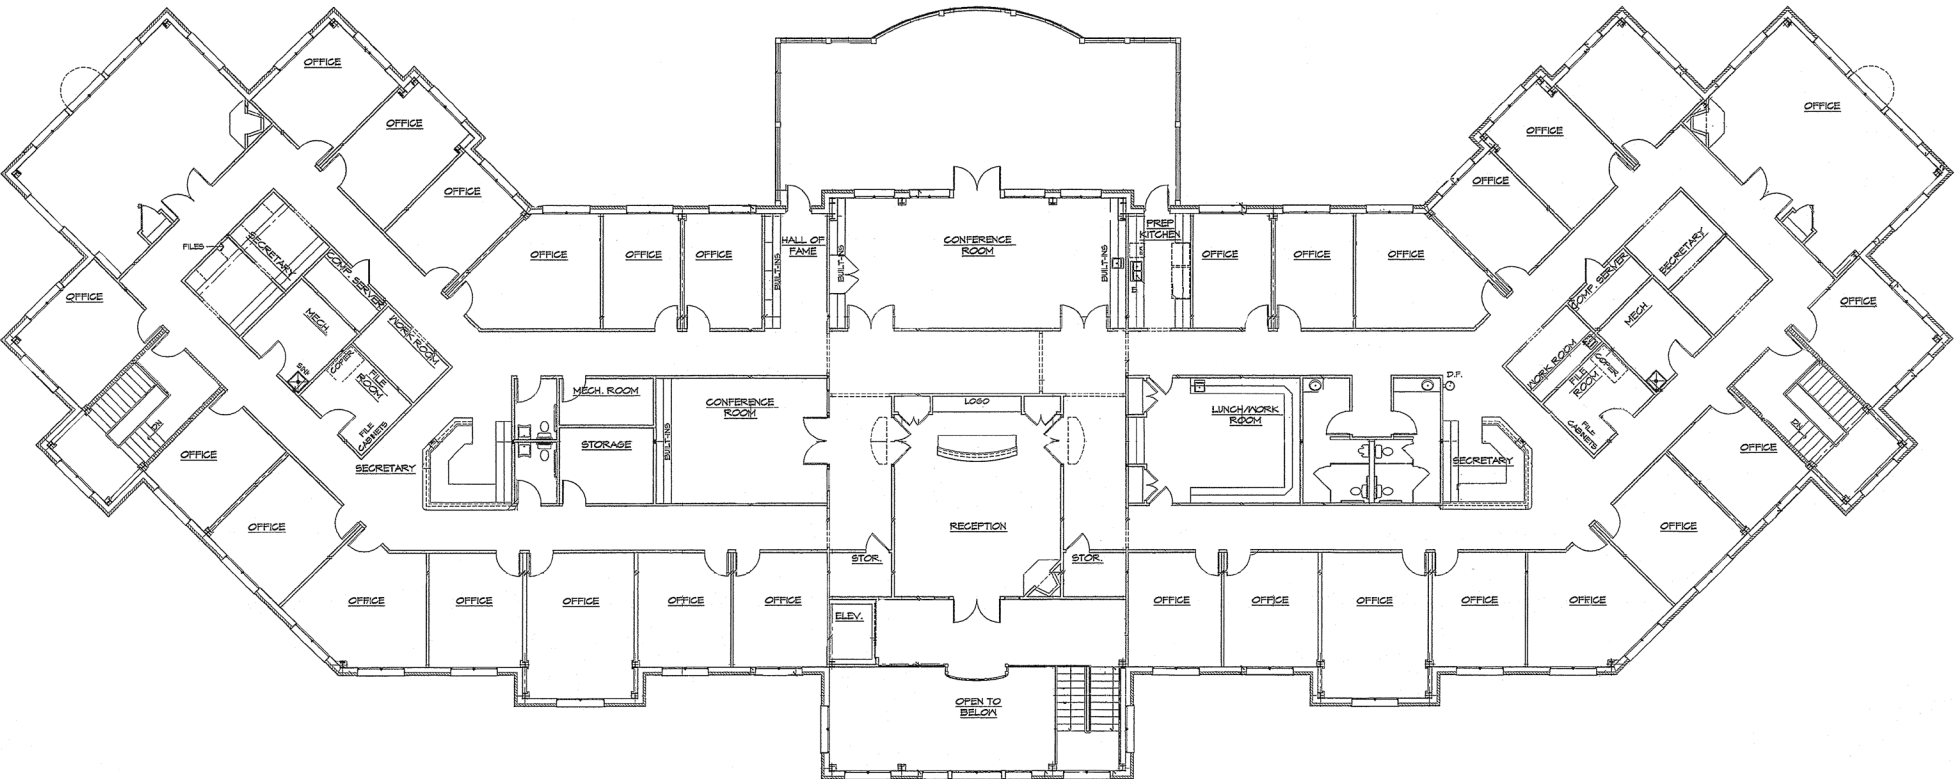 OFFICE
OFFICE
OFFICE
OFFICE
OFFICE
OFFICE
OFFICE
HALL OF
FAME
BUILT-INS
BUILT-INS
CONFERENCE
ROOM
BUILT-INS
PREP
KITCHEN
OFFICE
OFFICE
OFFICE
OFFICE
OFFICE
OFFICE
FILES
SECRETARY
COMP. SERVER
MECH.
WORK ROOM
COPIER
FILE
ROOM
FILE
CABINETS
SECRETARY
COMP. SERVER
MECH.
WORK ROOM
COPIER
FILE
ROOM
FILE
CABINETS
OFFICE
OFFICE
DN
DN
MECH. ROOM
STORAGE
CONFERENCE
ROOM
BUILT-INS
LOGO
LUNCH/WORK
ROOM
D.F.
SECRETARY
SECRETARY
OFFICE
OFFICE
OFFICE
OFFICE
RECEPTION
STOR.
STOR.
OFFICE
OFFICE
OFFICE
OFFICE
OFFICE
ELEV.
OFFICE
OFFICE
OFFICE
OFFICE
OFFICE
OPEN TO
BELOW